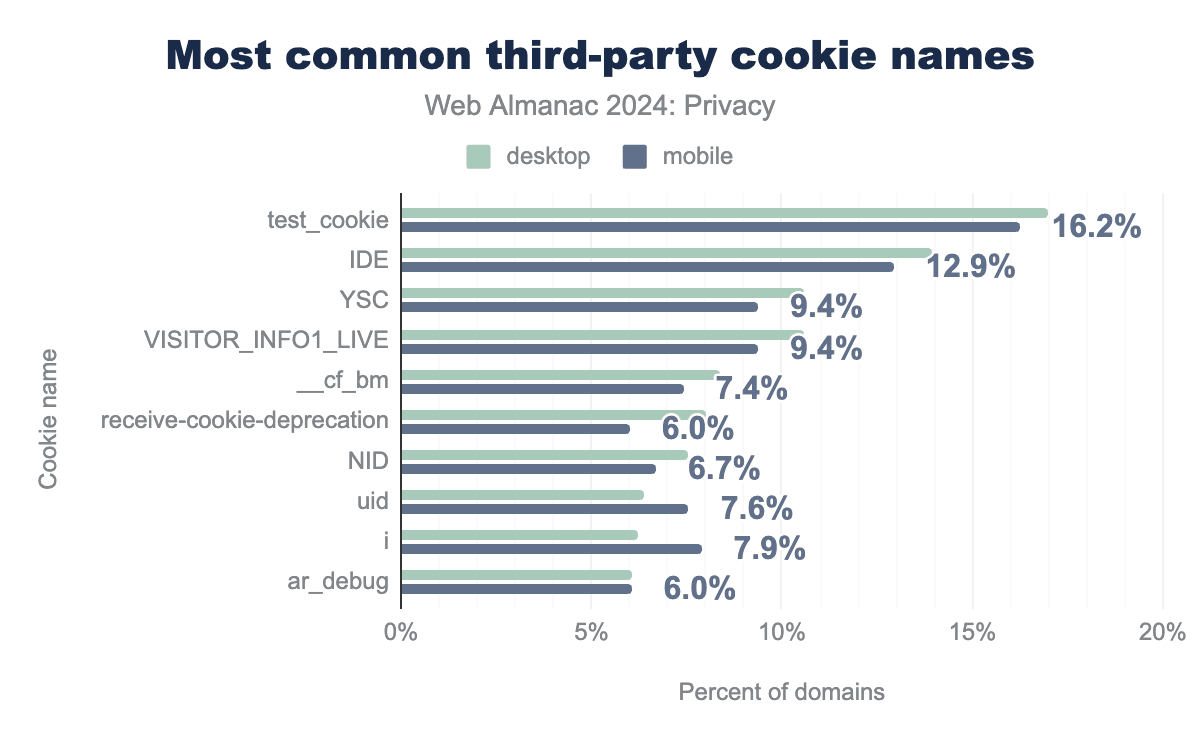 Most common third-party cookie names
Web Almanac 2024: Privacy
desktop mobile
test_cookie 16.2%
IDE 12.9%
YSC 9.4%
VISITOR_INFO1_LIVE 9.4%
__cf_bm 7.4%
receive-cookie-deprecation 6.0%
NID 6.7%
uid 7.6%
i 7.9%
ar_debug 6.0%
Cookie name
0% 5% 10% 15% 20%
Percent of domains